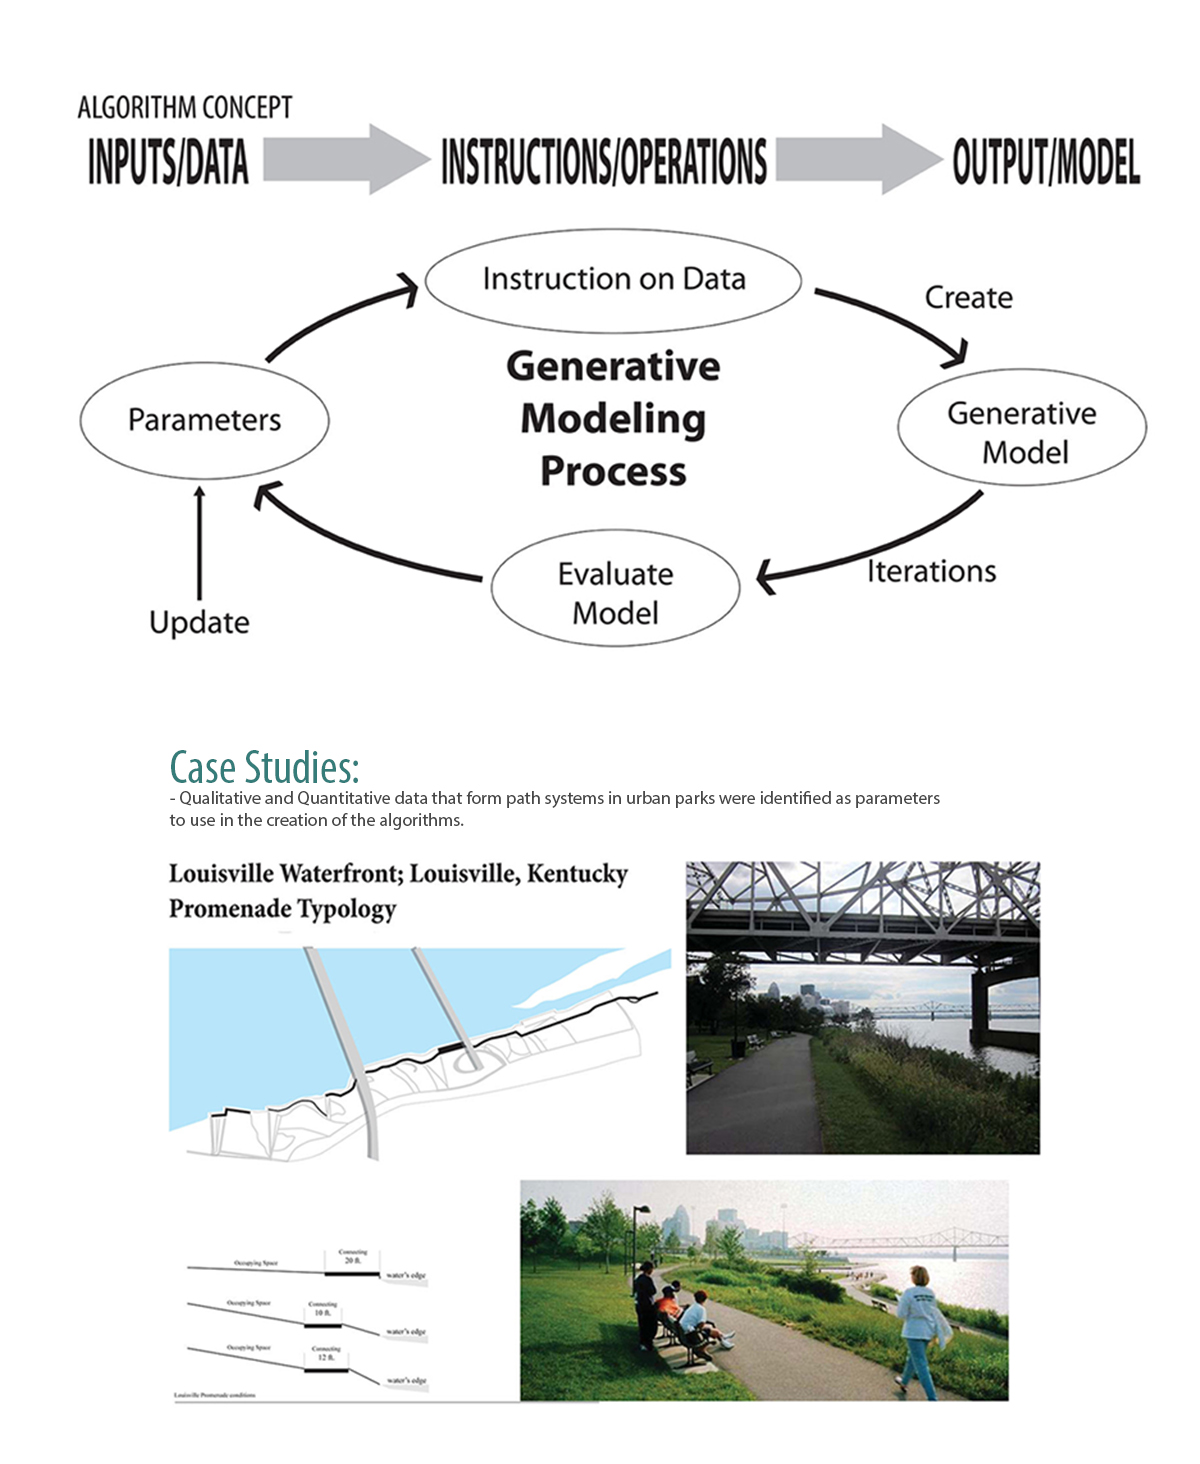 ALGORITHM CONCEPT
INPUTS/DATA
INSTRUCTIONS/OPERATIONS
OUTPUT/MODEL
Instruction on Data
Create
Generative
Modeling
Process
Parameters
Generative
Model
Evaluate
Model
Iterations
Update
Case Studies:
- Qualitative and Quantitative data that form path systems in urban parks were identified as parameters
to use in the creation of the algorithms.
Louisville Waterfront; Louisville, Kentucky
Promenade Typology
Occupying Space
Connecting
20 ft.
water's edge
Occupying Space
Connecting
10 ft.
water's edge
Occupying Space
Connecting
12 ft.
water's edge
Louisville Promenade conditions